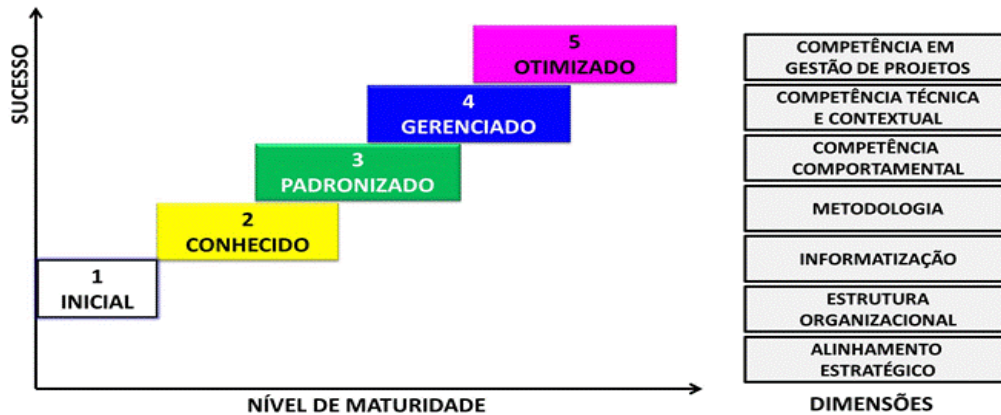 SUCESSO
5
OTIMIZADO
4
GERENCIADO
3
PADRONIZADO
2
CONHECIDO
1
INICIAL
NÍVEL DE MATURIDADE
COMPETÊNCIA EM
GESTÃO DE PROJETOS
COMPETÊNCIA TÉCNICA
E CONTEXTUAL
COMPETÊNCIA
COMPORTAMENTAL
METODOLOGIA
INFORMATIZAÇÃO
ESTRUTURA
ORGANIZACIONAL
ALINHAMENTO
ESTRATÉGICO
DIMENSÕES